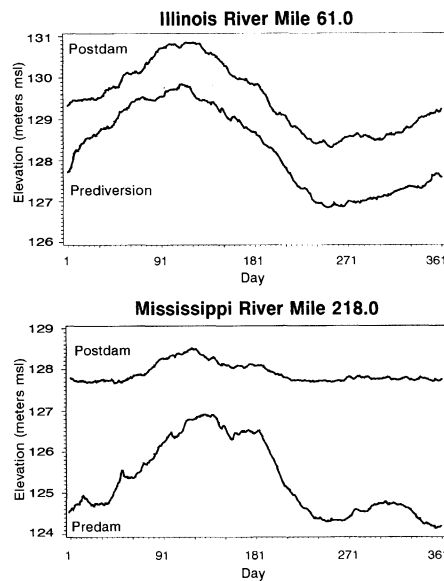 Illinois River Mile 61.0
Elevation (meters msl)
131
130
129
128
127
126
Postdam
Prediversion
1 91 181 271 361
Day
Mississippi River Mile 218.0
Elevation (meters msl)
129
128
127
126
125
124
Postdam
Predam
1 91 181 271 361
Day